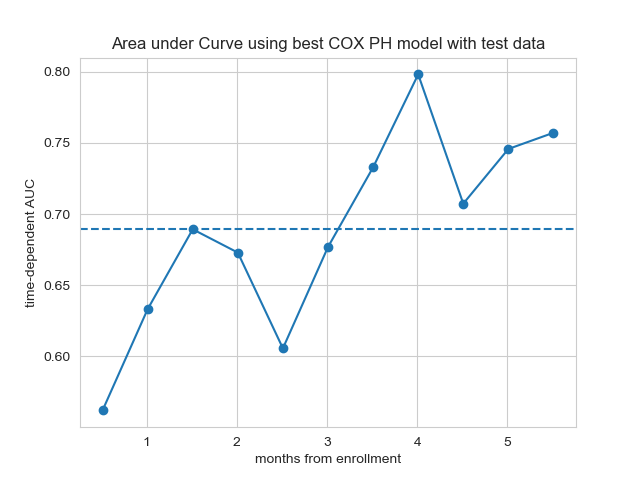 Area under Curve using best COX PH model with test data
0.80
0.75
0.70
0.65
0.60
time-dependent AUC
1 2 3 4 5
months from enrollment